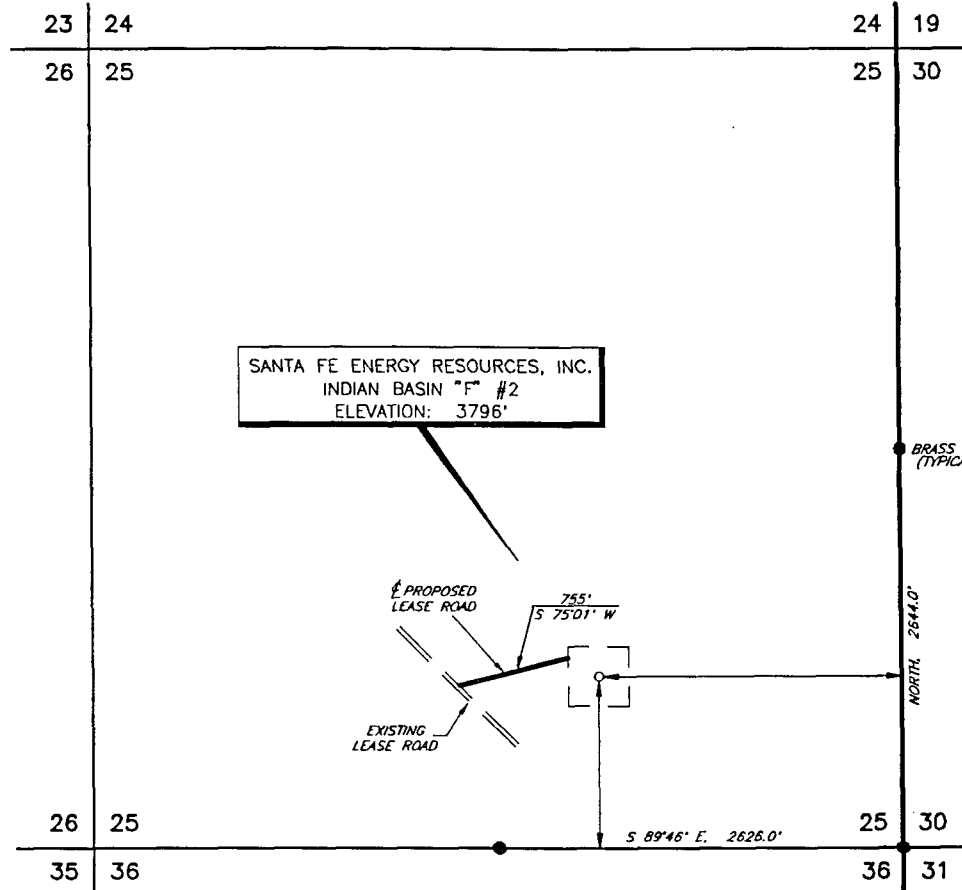 23 24
24 19
26 25
25 30
SANTA FE ENERGY RESOURCES, INC.
INDIAN BASIN "F" #2
ELEVATION: 3796'
BRASS
(TYPICA
℄ PROPOSED
LEASE ROAD
755'
S 75°01' W
NORTH, 2644.0'
EXISTING
LEASE ROAD
S 89°46' E, 2626.0'
26 25
25 30
35 36
36 31